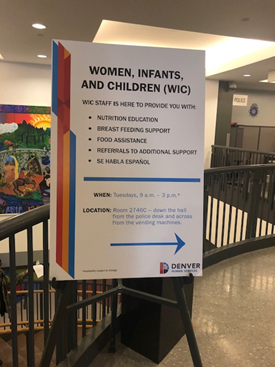 WOMEN, INFANTS,
AND CHILDREN (WIC)
WIC STAFF IS HERE TO PROVIDE YOU WITH:
• NUTRITION EDUCATION
• BREAST FEEDING SUPPORT
• FOOD ASSISTANCE
• REFERRALS TO ADDITIONAL SUPPORT
• SE HABLA ESPAÑOL
WHEN: Tuesdays, 9 a.m. – 3 p.m.*
LOCATION: Room 2740C – down the hall
from the police desk and across
from the vending machines.
DENVER
HUMAN SERVICES
POLICE